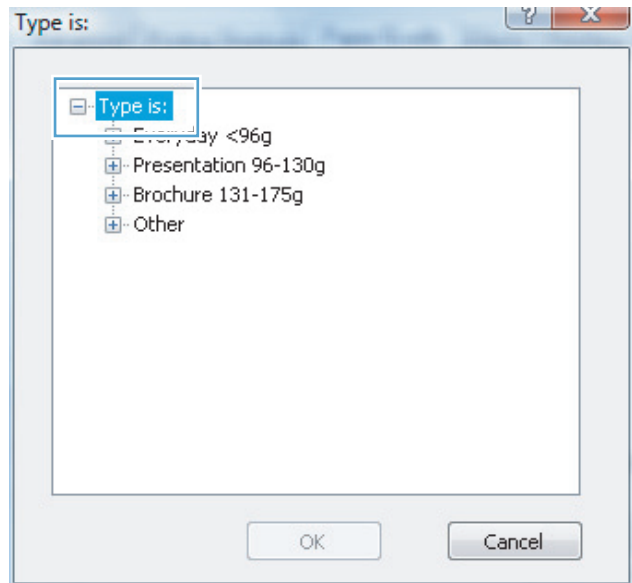 Type is:
Type is:
Everyday <96g
Presentation 96-130g
Brochure 131-175g
Other
OK
Cancel